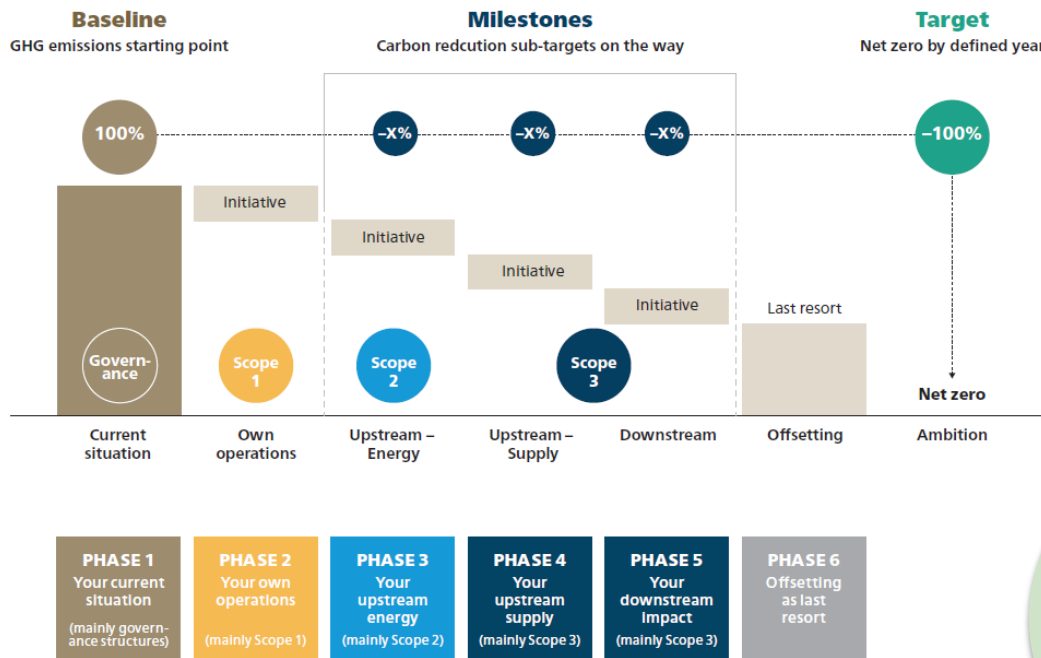 Baseline
GHG emissions starting point
Milestones
Carbon redcution sub-targets on the way
Target
Net zero by defined year
100%
–X%
–X%
–X%
–100%
Initiative
Initiative
Initiative
Initiative
Last resort
Govern-
ance
Scope
1
Scope
2
Scope
3
Net zero
Current
situation
Own
operations
Upstream –
Energy
Upstream –
Supply
Downstream
Offsetting
Ambition
PHASE 1
Your current
situation
(mainly govern-
ance structures)
PHASE 2
Your own
operations
(mainly Scope 1)
PHASE 3
Your
upstream
energy
(mainly Scope 2)
PHASE 4
Your
upstream
supply
(mainly Scope 3)
PHASE 5
Your
downstream
impact
(mainly Scope 3)
PHASE 6
Offsetting
as last
resort